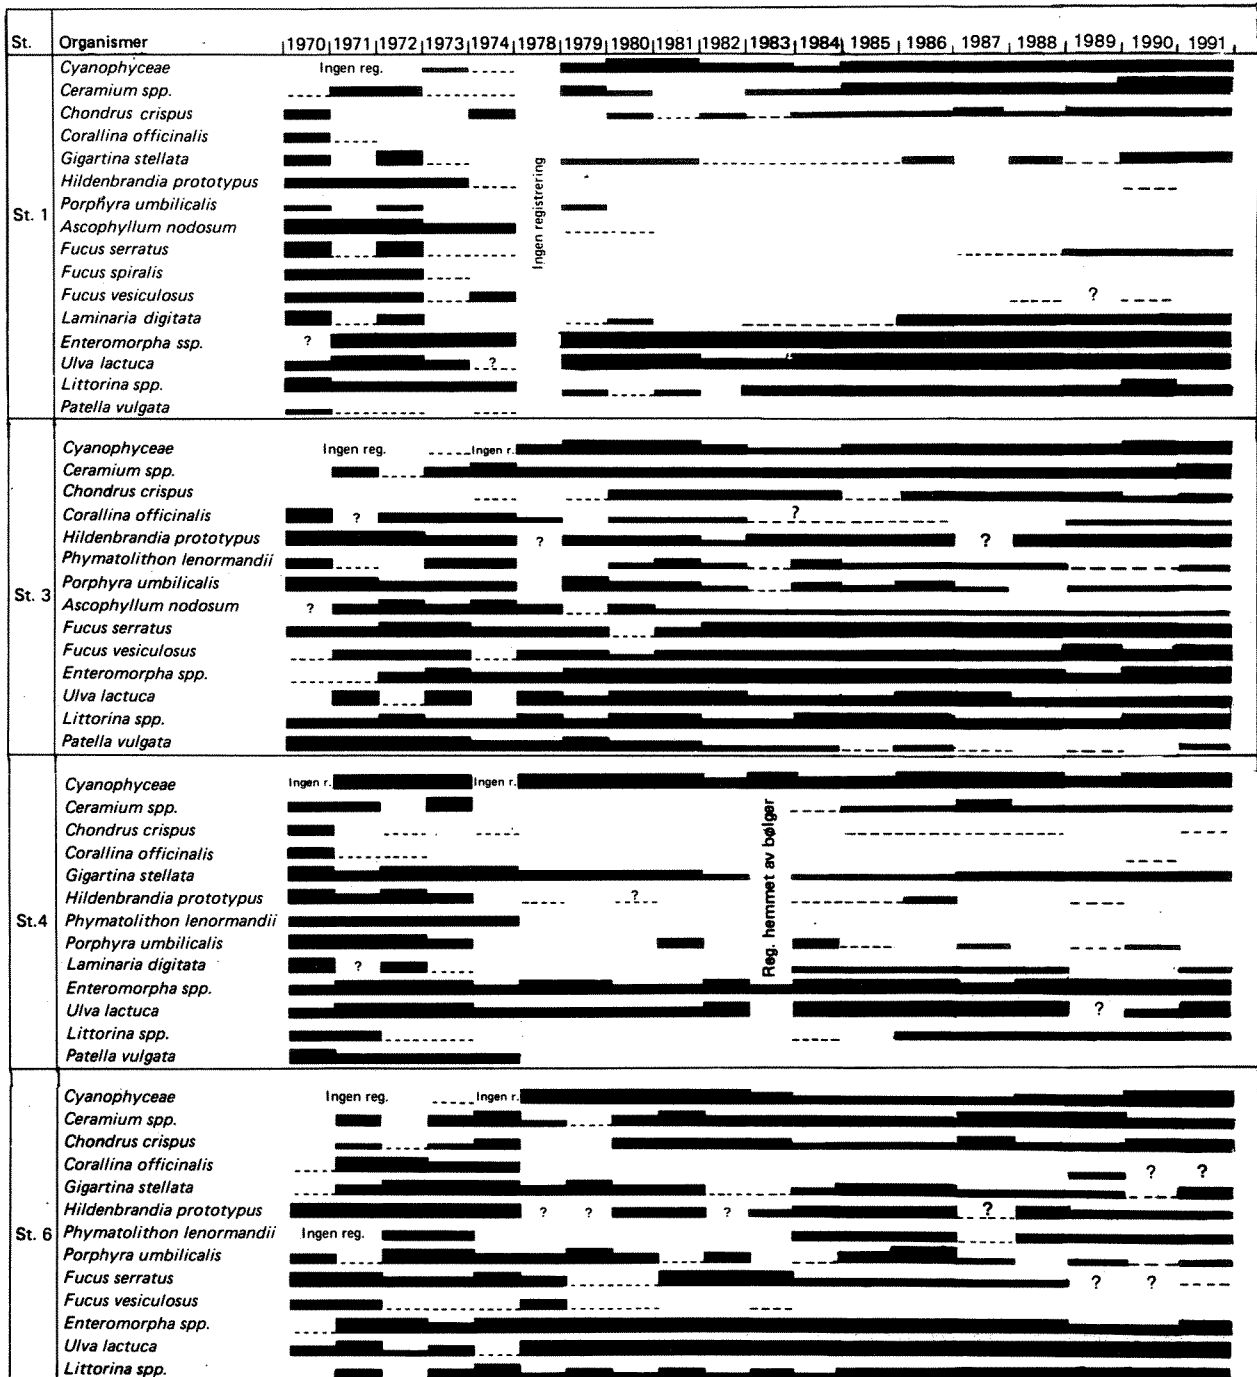 St. Organismer 1970 1971 1972 1973 1974 1978 1979 1980 1981 1982 1983 1984 1985 1986 1987 1988 1989 1990 1991
Cyanophyceae Ingen reg.
Ceramium spp.
Chondrus crispus
Corallina officinalis
Gigartina stellata
Hildenbrandia prototypus
Porphyra umbilicalis
St. 1
Ascophyllum nodosum
Ingen registrering
Fucus serratus
Fucus spiralis
Fucus vesiculosus ?
Laminaria digitata
Enteromorpha ssp. ?
Ulva lactuca ?
Littorina spp.
Patella vulgata
Cyanophyceae Ingen reg. Ingen r.
Ceramium spp.
Chondrus crispus
Corallina officinalis ? ?
Hildenbrandia prototypus ? ?
Phymatolithon lenormandii
Porphyra umbilicalis
St. 3
Ascophyllum nodosum ?
Fucus serratus
Fucus vesiculosus
Enteromorpha spp.
Ulva lactuca
Littorina spp.
Patella vulgata
Cyanophyceae Ingen r. Ingen r.
Ceramium spp.
Chondrus crispus
Corallina officinalis
Gigartina stellata
Reg. hemmet av bølger
Hildenbrandia prototypus ?
St.4 Phymatolithon lenormandii
Porphyra umbilicalis
Laminaria digitata ?
Enteromorpha spp.
Ulva lactuca ?
Littorina spp.
Patella vulgata
Cyanophyceae Ingen reg. Ingen r.
Ceramium spp.
Chondrus crispus
Corallina officinalis ? ?
Gigartina stellata
Hildenbrandia prototypus ? ? ? ?
St. 6 Phymatolithon lenormandii Ingen reg.
Porphyra umbilicalis
Fucus serratus ? ?
Fucus vesiculosus
Enteromorpha spp.
Ulva lactuca
Littorina spp.